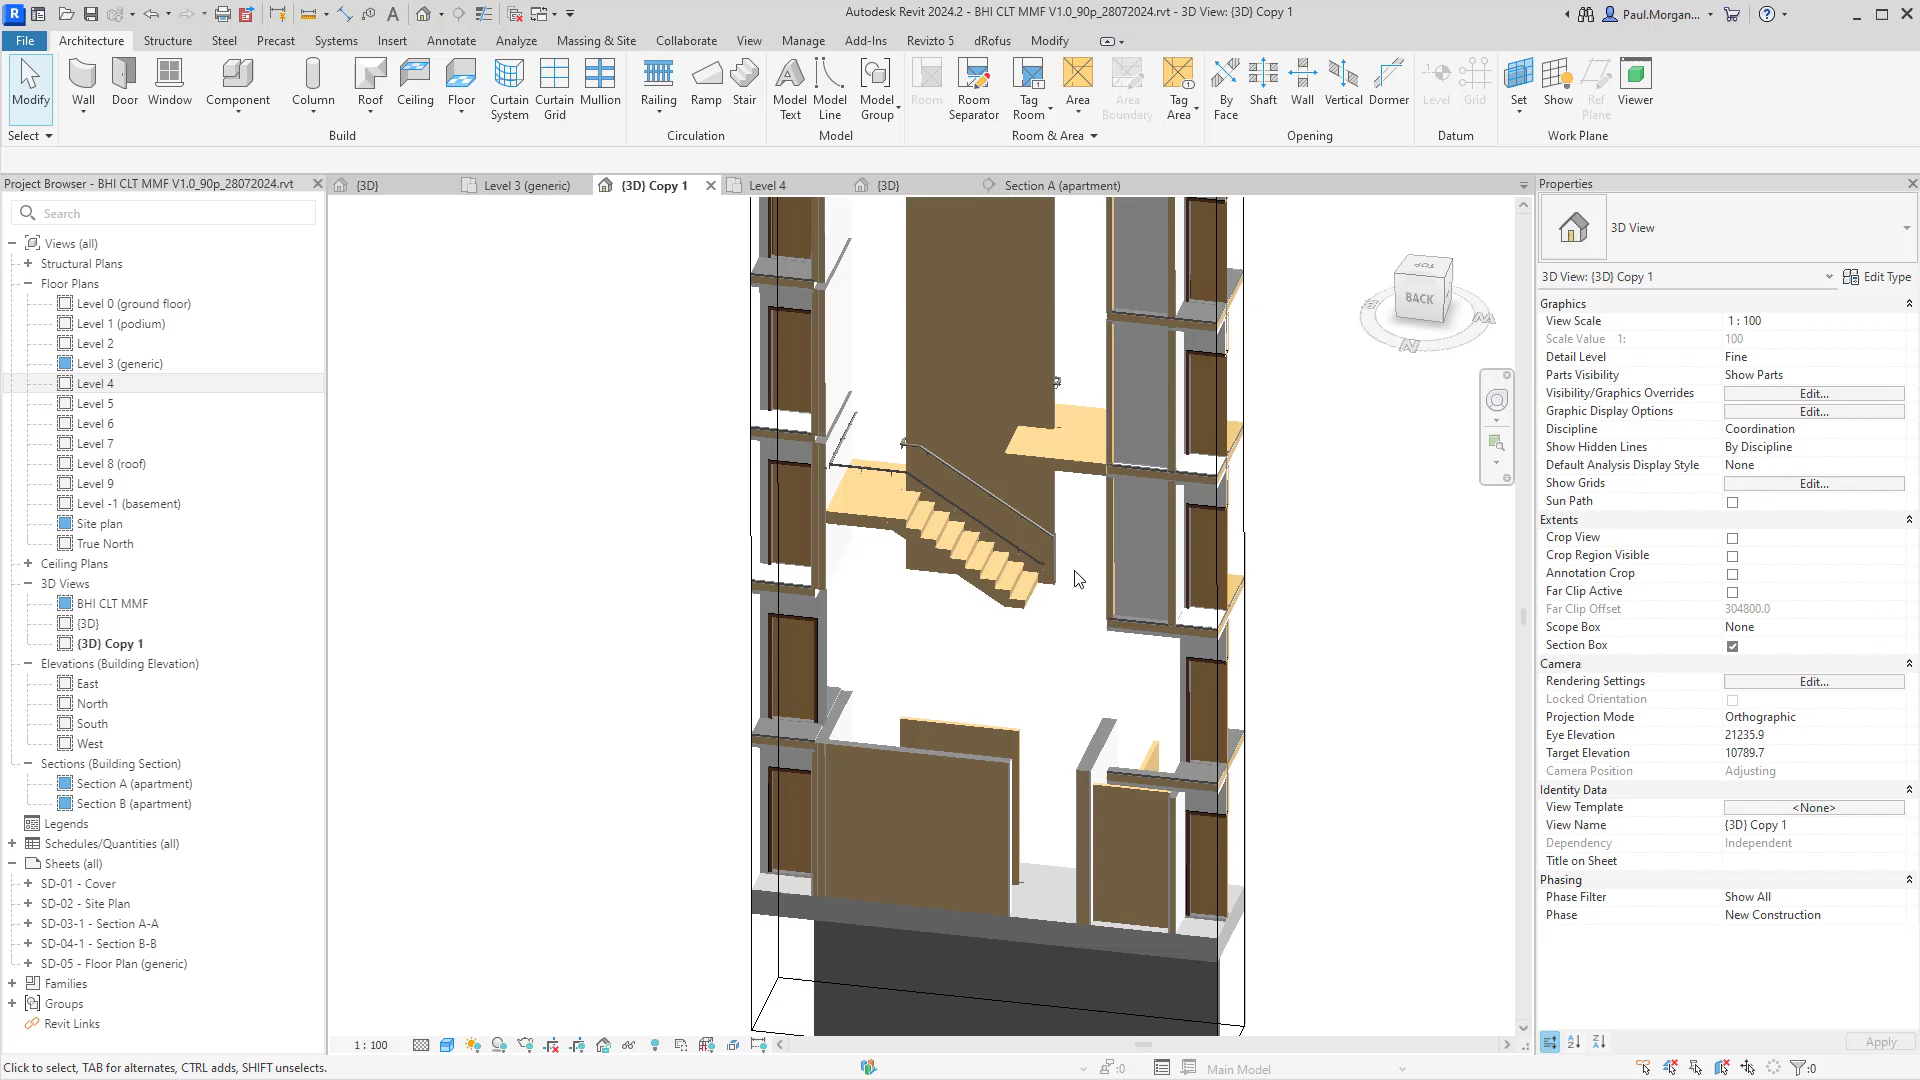 Autodesk Revit 2024.2 - BHI CLT MMF V1.0_90p_28072024.rvt - 3D View: {3D} Copy 1
Paul.Morgan...
File Architecture Structure Steel Precast Systems Insert Annotate Analyze Massing & Site Collaborate View Manage Add-Ins Revizto 5 dRofus Modify
Modify Wall Door Window Component Column Roof Ceiling Floor Curtain System Curtain Grid Mullion Railing Ramp Stair Model Text Model Line Model Group Room Room Separator Tag Room Area Area Boundary Tag Area By Face Shaft Wall Vertical Dormer Level Grid Set Show Ref Plane Viewer
Select Build Circulation Model Room & Area Opening Datum Work Plane
Project Browser - BHI CLT MMF V1.0_90p_28072024.rvt
{3D} Level 3 (generic) {3D} Copy 1 Level 4 {3D} Section A (apartment)
Search
Views (all)
Structural Plans
Floor Plans
Level 0 (ground floor)
Level 1 (podium)
Level 2
Level 3 (generic)
Level 4
Level 5
Level 6
Level 7
Level 8 (roof)
Level 9
Level -1 (basement)
Site plan
True North
Ceiling Plans
3D Views
BHI CLT MMF
{3D}
{3D} Copy 1
Elevations (Building Elevation)
East
North
South
West
Sections (Building Section)
Section A (apartment)
Section B (apartment)
Legends
Schedules/Quantities (all)
Sheets (all)
SD-01 - Cover
SD-02 - Site Plan
SD-03-1 - Section A-A
SD-04-1 - Section B-B
SD-05 - Floor Plan (generic)
Families
Groups
Revit Links
TOP
BACK
N
W
Properties
3D View
3D View: {3D} Copy 1 Edit Type
Graphics
View Scale 1 : 100
Scale Value 1: 100
Detail Level Fine
Parts Visibility Show Parts
Visibility/Graphics Overrides Edit...
Graphic Display Options Edit...
Discipline Coordination
Show Hidden Lines By Discipline
Default Analysis Display Style None
Show Grids Edit...
Sun Path
Extents
Crop View
Crop Region Visible
Annotation Crop
Far Clip Active
Far Clip Offset 304800.0
Scope Box None
Section Box
Camera
Rendering Settings Edit...
Locked Orientation
Projection Mode Orthographic
Eye Elevation 21235.9
Target Elevation 10789.7
Camera Position Adjusting
Identity Data
View Template <None>
View Name {3D} Copy 1
Dependency Independent
Title on Sheet
Phasing
Phase Filter Show All
Phase New Construction
Apply
1 : 100
Click to select, TAB for alternates, CTRL adds, SHIFT unselects.
:0
Main Model
:0